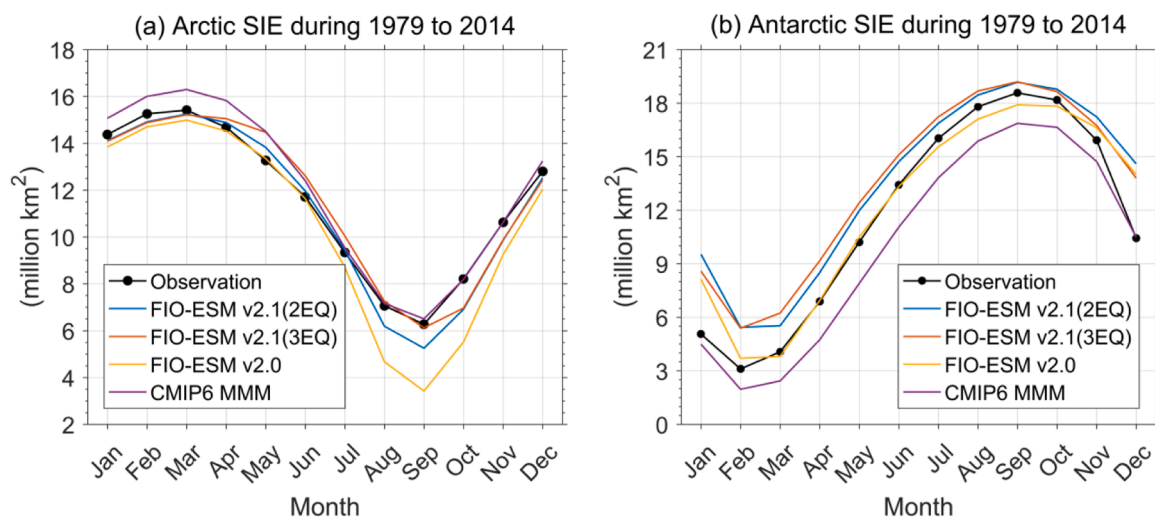 (a) Arctic SIE during 1979 to 2014
(million km²)
18
16
14
12
10
8
6
4
2
Observation
FIO-ESM v2.1(2EQ)
FIO-ESM v2.1(3EQ)
FIO-ESM v2.0
CMIP6 MMM
Jan Feb Mar Apr May Jun Jul Aug Sep Oct Nov Dec
Month
(b) Antarctic SIE during 1979 to 2014
(million km²)
21
18
15
12
9
6
3
0
Observation
FIO-ESM v2.1(2EQ)
FIO-ESM v2.1(3EQ)
FIO-ESM v2.0
CMIP6 MMM
Jan Feb Mar Apr May Jun Jul Aug Sep Oct Nov Dec
Month